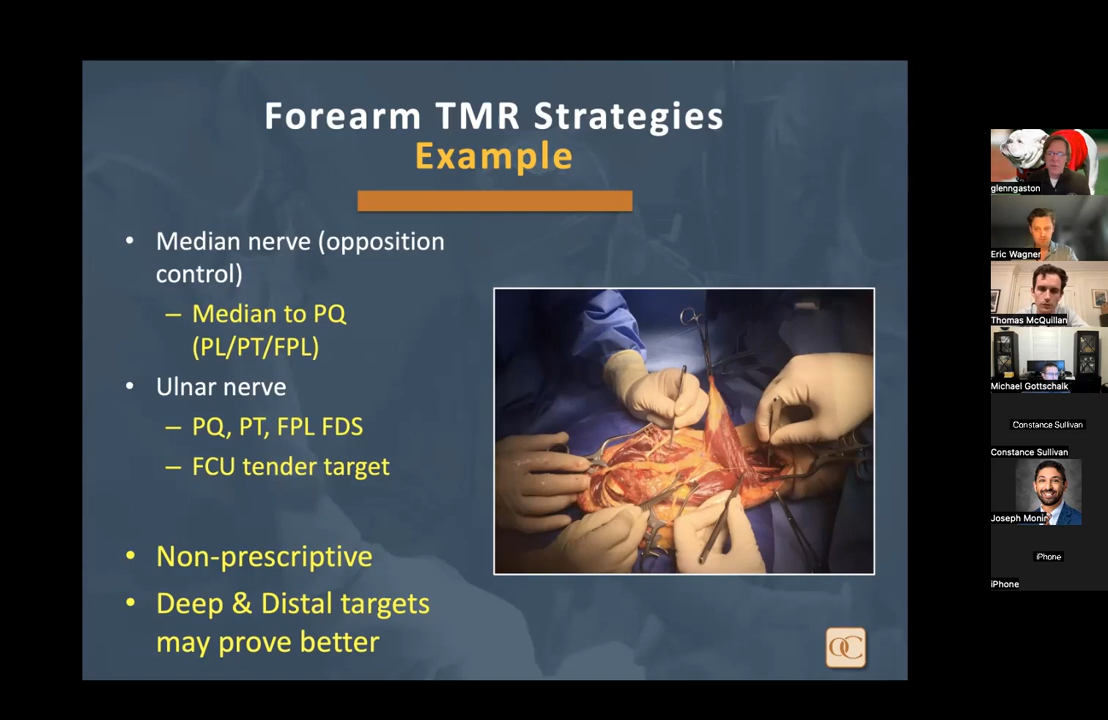 Forearm TMR Strategies
Example
• Median nerve (opposition
control)
– Median to PQ
(PL/PT/FPL)
• Ulnar nerve
– PQ, PT, FPL FDS
– FCU tender target
• Non-prescriptive
• Deep & Distal targets
may prove better
OC
glenngaston
Eric Wagner
Thomas McQuillan
Michael Gottschalk
Constance Sullivan
Constance Sullivan
Joseph Monir
iPhone
iPhone